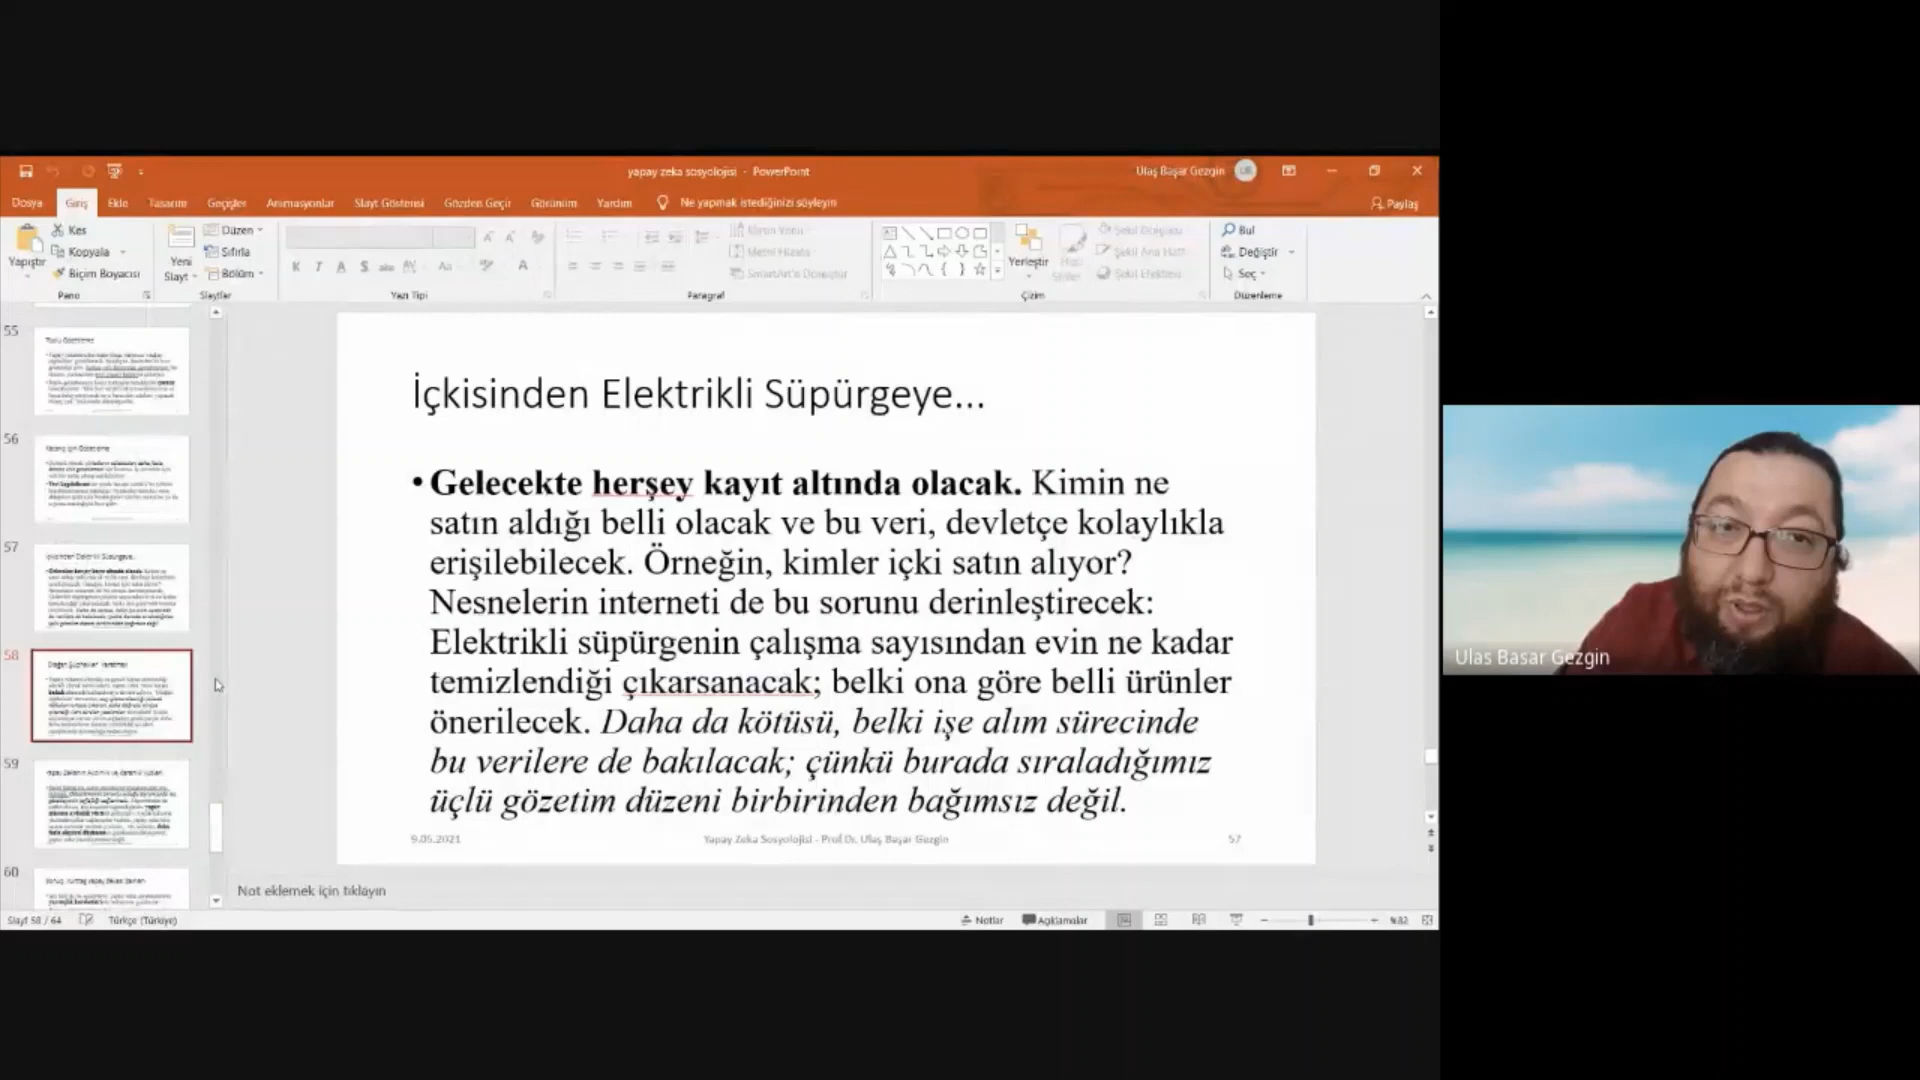 yapay zeka sosyolojisi - PowerPoint
Ulaş Başar Gezgin
Dosya Giriş Ekle Tasarım Geçişler Animasyonlar Slayt Gösterisi Gözden Geçir Görünüm Yardım Ne yapmak istediğinizi söyleyin Paylaş
Yapıştır
Kes
Kopyala
Biçim Boyacısı
Pano
Yeni
Slayt
Düzen
Sıfırla
Bölüm
Slaytlar
Yazı Tipi
Paragraf
Yerleştir
Çizim
Bul
Değiştir
Seç
Düzenleme
55
56
57
58
59
60
İçkisinden Elektrikli Süpürgeye...
• Gelecekte herşey kayıt altında olacak. Kimin ne
satın aldığı belli olacak ve bu veri, devletçe kolaylıkla
erişilebilecek. Örneğin, kimler içki satın alıyor?
Nesnelerin interneti de bu sorunu derinleştirecek:
Elektrikli süpürgenin çalışma sayısından evin ne kadar
temizlendiği çıkarsanacak; belki ona göre belli ürünler
önerilecek. Daha da kötüsü, belki işe alım sürecinde
bu verilere de bakılacak; çünkü burada sıraladığımız
üçlü gözetim düzeni birbirinden bağımsız değil.
9.05.2021 Yapay Zeka Sosyolojisi - Prof.Dr. Ulaş Başar Gezgin 57
Not eklemek için tıklayın
Slayt 58 / 64 Türkçe (Türkiye) Notlar Açıklamalar %82
Ulas Basar Gezgin